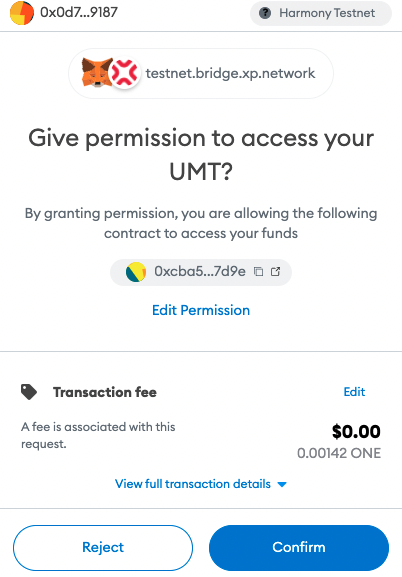 0x0d7...9187
Harmony Testnet
testnet.bridge.xp.network
Give permission to access your
UMT?
By granting permission, you are allowing the following
contract to access your funds
0xcba5...7d9e
Edit Permission
Transaction fee
Edit
A fee is associated with this
request.
$0.00
0.00142 ONE
View full transaction details
Reject
Confirm